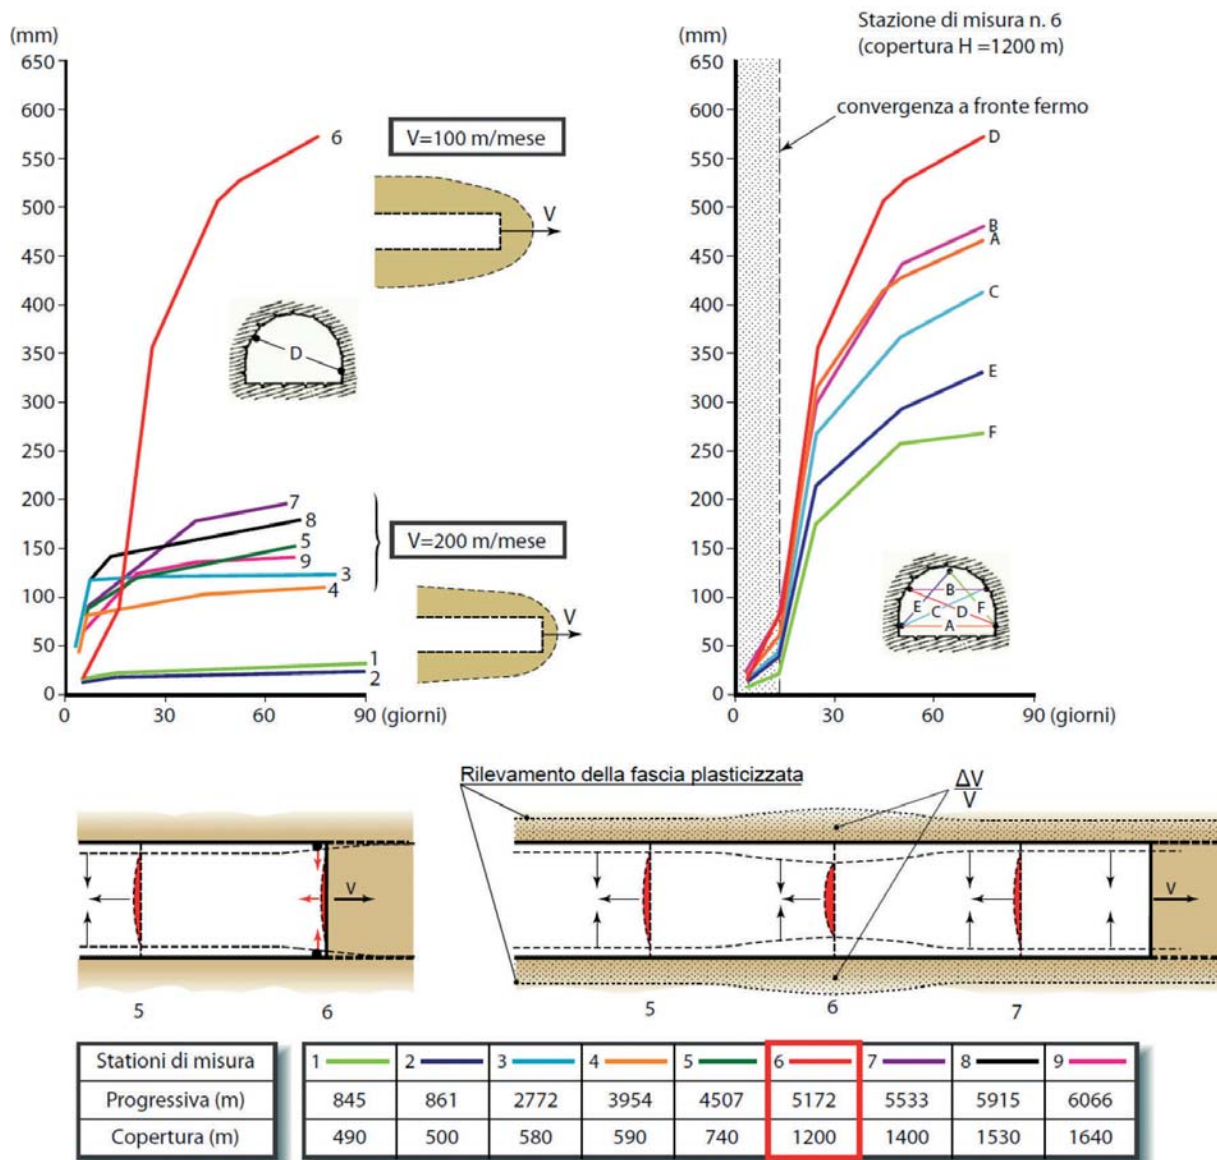 (mm)
650
600
550
500
450
400
350
300
250
200
150
100
50
0
0 30 60 90 (giorni)
6
7
8
5
9
3
4
1
2
V=100 m/mese
V
D
V=200 m/mese
V
Stazione di misura n. 6
(copertura H =1200 m)
(mm)
650
600
550
500
450
400
350
300
250
200
150
100
50
0
0 30 60 90 (giorni)
convergenza a fronte fermo
D
B
A
C
E
F
B
E C D F
A
Rilevamento della fascia plasticizzata
ΔV
V
V
5 6
V
5 6 7
Stationi di misura 1 2 3 4 5 6 7 8 9
Progressiva (m) 845 861 2772 3954 4507 5172 5533 5915 6066
Copertura (m) 490 500 580 590 740 1200 1400 1530 1640